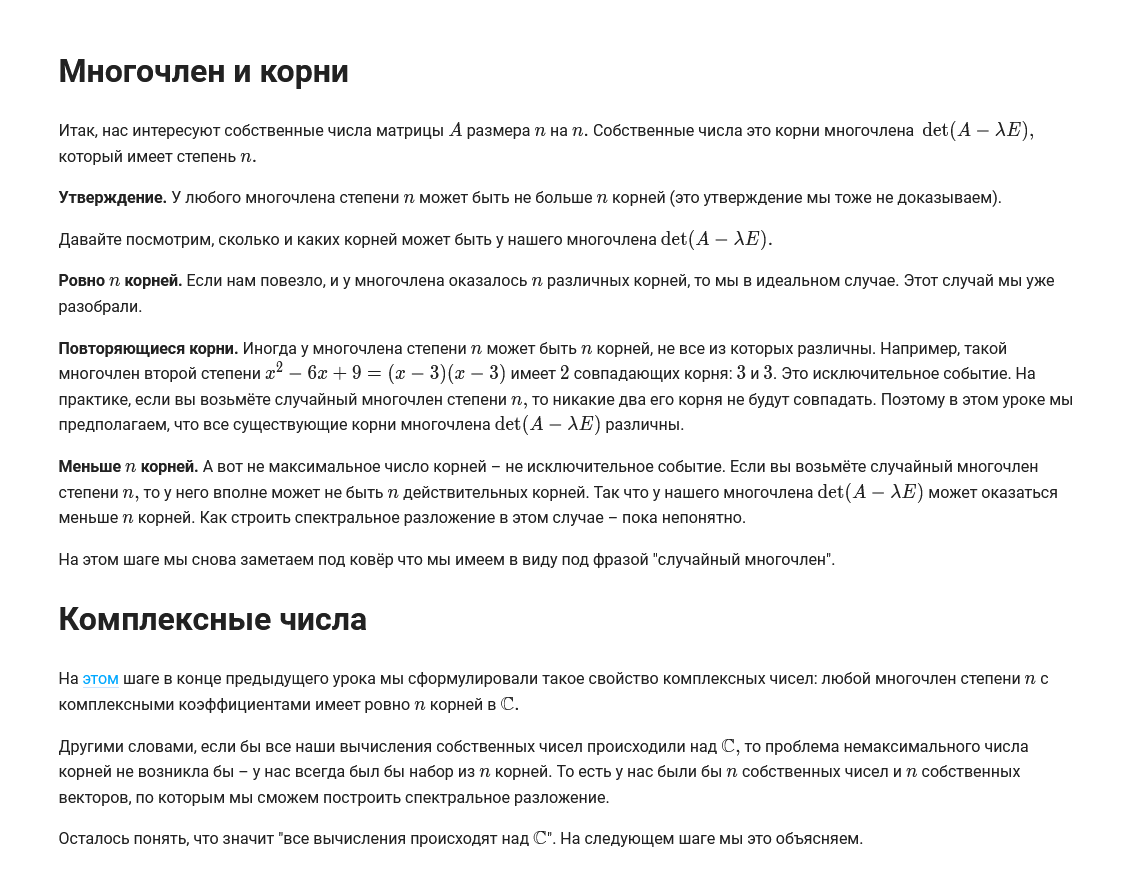 Многочлен и корни
Итак, нас интересуют собственные числа матрицы A размера n на n. Собственные числа это корни многочлена det(A − λE),
который имеет степень n.
Утверждение. У любого многочлена степени n может быть не больше n корней (это утверждение мы тоже не доказываем).
Давайте посмотрим, сколько и каких корней может быть у нашего многочлена det(A − λE).
Ровно n корней. Если нам повезло, и у многочлена оказалось n различных корней, то мы в идеальном случае. Этот случай мы уже
разобрали.
Повторяющиеся корни. Иногда у многочлена степени n может быть n корней, не все из которых различны. Например, такой
многочлен второй степени x² − 6x + 9 = (x − 3)(x − 3) имеет 2 совпадающих корня: 3 и 3. Это исключительное событие. На
практике, если вы возьмёте случайный многочлен степени n, то никакие два его корня не будут совпадать. Поэтому в этом уроке мы
предполагаем, что все существующие корни многочлена det(A − λE) различны.
Меньше n корней. А вот не максимальное число корней – не исключительное событие. Если вы возьмёте случайный многочлен
степени n, то у него вполне может не быть n действительных корней. Так что у нашего многочлена det(A − λE) может оказаться
меньше n корней. Как строить спектральное разложение в этом случае – пока непонятно.
На этом шаге мы снова заметаем под ковёр что мы имеем в виду под фразой "случайный многочлен".
Комплексные числа
На этом шаге в конце предыдущего урока мы сформулировали такое свойство комплексных чисел: любой многочлен степени n с
комплексными коэффициентами имеет ровно n корней в ℂ.
Другими словами, если бы все наши вычисления собственных чисел происходили над ℂ, то проблема немаксимального числа
корней не возникла бы – у нас всегда был бы набор из n корней. То есть у нас были бы n собственных чисел и n собственных
векторов, по которым мы сможем построить спектральное разложение.
Осталось понять, что значит "все вычисления происходят над ℂ". На следующем шаге мы это объясняем.